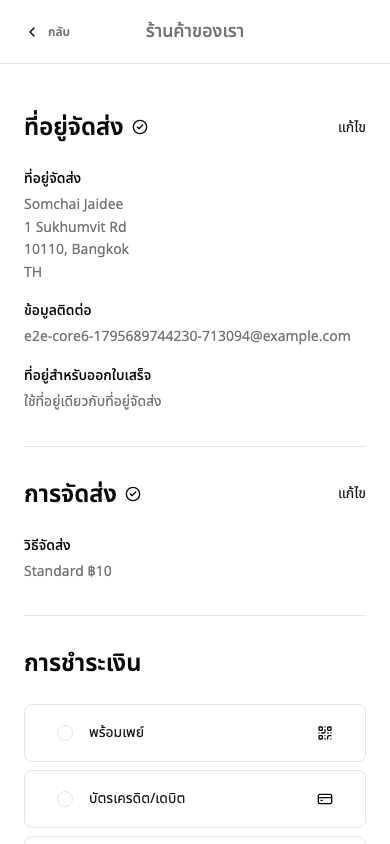 กลับ
ร้านค้าของเรา
ที่อยู่จัดส่ง
แก้ไข
ที่อยู่จัดส่ง
Somchai Jaidee
1 Sukhumvit Rd
10110, Bangkok
TH
ข้อมูลติดต่อ
e2e-core6-1795689744230-713094@example.com
ที่อยู่สำหรับออกใบเสร็จ
ใช้ที่อยู่เดียวกับที่อยู่จัดส่ง
การจัดส่ง
แก้ไข
วิธีจัดส่ง
Standard ฿10
การชำระเงิน
พร้อมเพย์
บัตรเครดิต/เดบิต